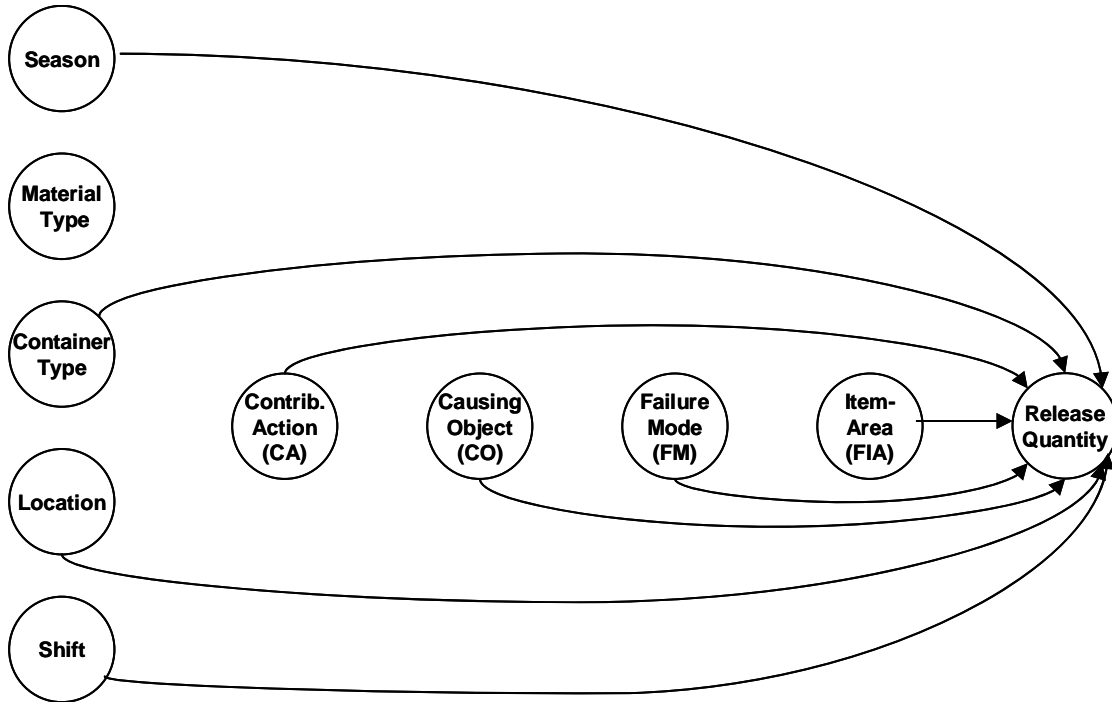 Season
Material
Type
Container
Type
Contrib.
Action
(CA)
Causing
Object
(CO)
Failure
Mode
(FM)
Item-
Area
(FIA)
Release
Quantity
Location
Shift